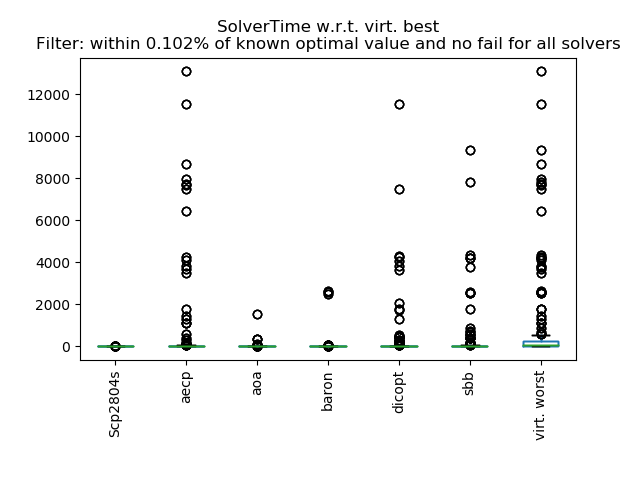 SolverTime w.r.t. virt. best
Filter: within 0.102% of known optimal value and no fail for all solvers
12000
10000
8000
6000
4000
2000
0
Scp2804s
aecp
aoa
baron
dicopt
sbb
virt. worst